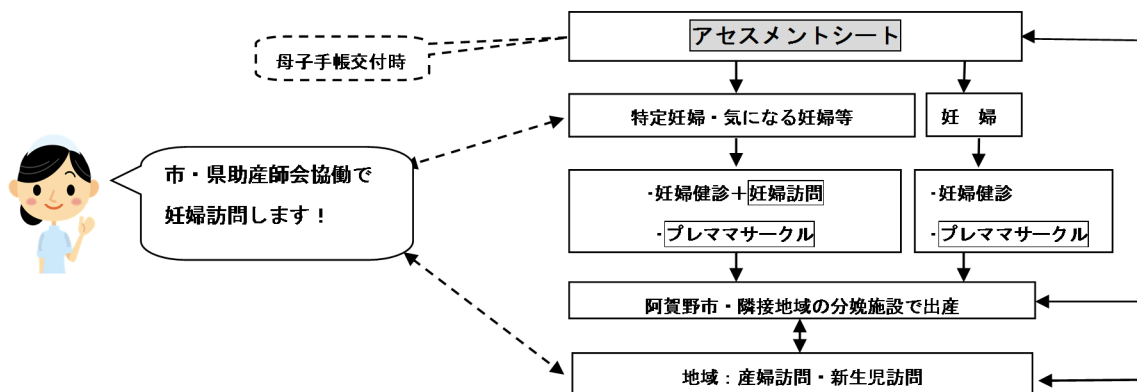 アセスメントシート
母子手帳交付時
特定妊婦・気になる妊婦等
妊　婦
市・県助産師会協働で
妊婦訪問します！
・妊婦健診＋妊婦訪問
・プレママサークル
・妊婦健診
・プレママサークル
阿賀野市・隣接地域の分娩施設で出産
地域：産婦訪問・新生児訪問